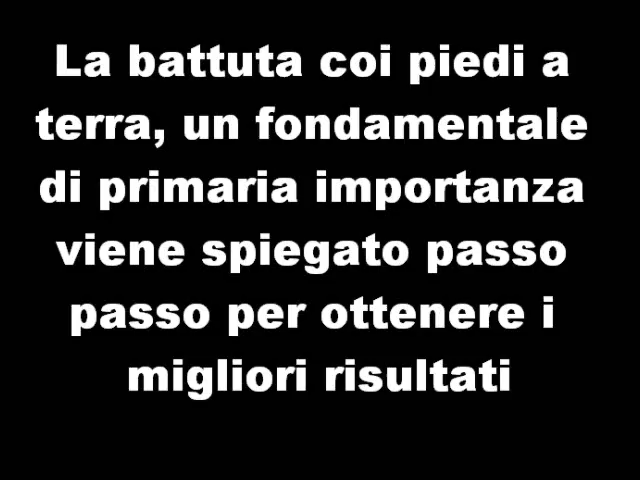 La battuta coi piedi a
terra, un fondamentale
di primaria importanza
viene spiegato passo
passo per ottenere i
migliori risultati